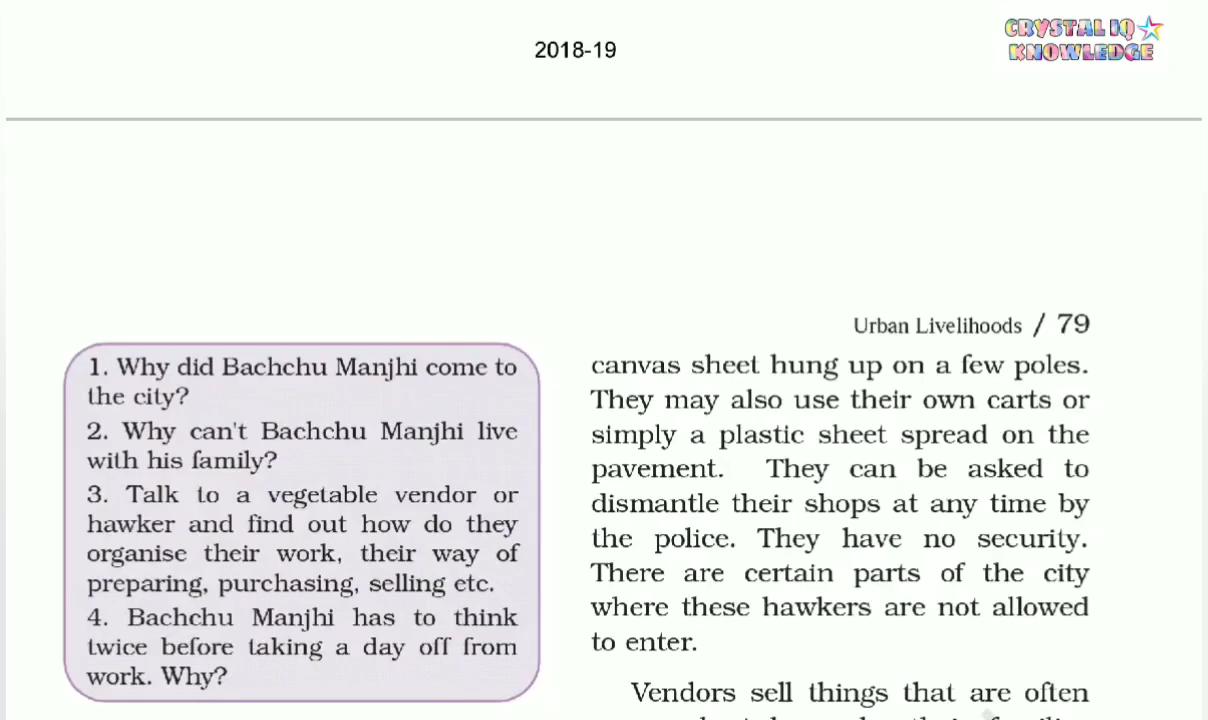 CRYSTAL IQ
KNOWLEDGE
2018-19
Urban Livelihoods / 79
1. Why did Bachchu Manjhi come to
the city?
2. Why can't Bachchu Manjhi live
with his family?
3. Talk to a vegetable vendor or
hawker and find out how do they
organise their work, their way of
preparing, purchasing, selling etc.
4. Bachchu Manjhi has to think
twice before taking a day off from
work. Why?
canvas sheet hung up on a few poles.
They may also use their own carts or
simply a plastic sheet spread on the
pavement. They can be asked to
dismantle their shops at any time by
the police. They have no security.
There are certain parts of the city
where these hawkers are not allowed
to enter.
Vendors sell things that are often